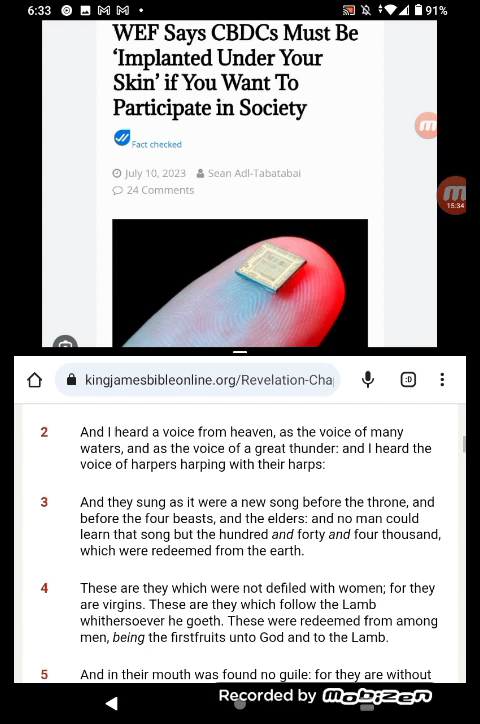 6:33
91%
WEF Says CBDCs Must Be
‘Implanted Under Your
Skin’ if You Want To
Participate in Society
Fact checked
July 10, 2023 Sean Adl-Tabatabai
24 Comments
15:34
kingjamesbibleonline.org/Revelation-Cha
:D
2 And I heard a voice from heaven, as the voice of many
waters, and as the voice of a great thunder: and I heard the
voice of harpers harping with their harps:
3 And they sung as it were a new song before the throne, and
before the four beasts, and the elders: and no man could
learn that song but the hundred and forty and four thousand,
which were redeemed from the earth.
4 These are they which were not defiled with women; for they
are virgins. These are they which follow the Lamb
whithersoever he goeth. These were redeemed from among
men, being the firstfruits unto God and to the Lamb.
5 And in their mouth was found no guile: for they are without
Recorded by Mobizen